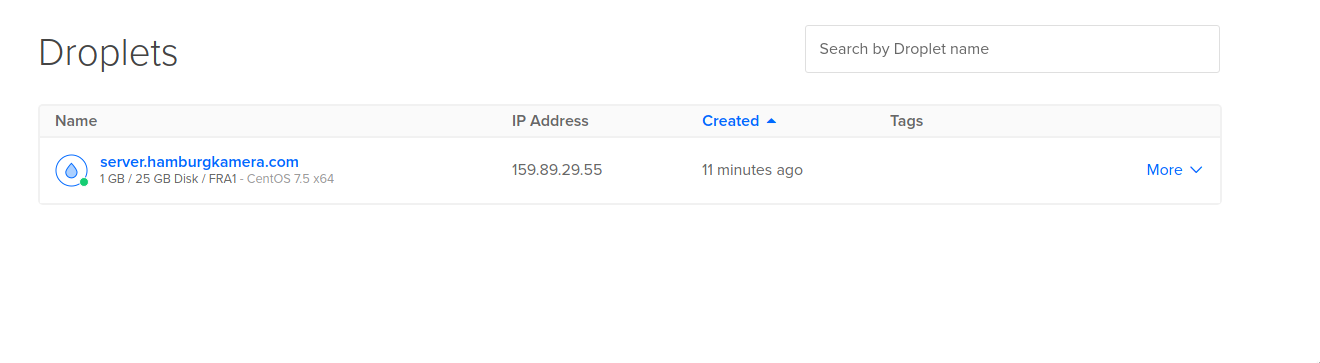 Droplets
Search by Droplet name
Name IP Address Created Tags
server.hamburgkamera.com
1 GB / 25 GB Disk / FRA1 - CentOS 7.5 x64
159.89.29.55 11 minutes ago More